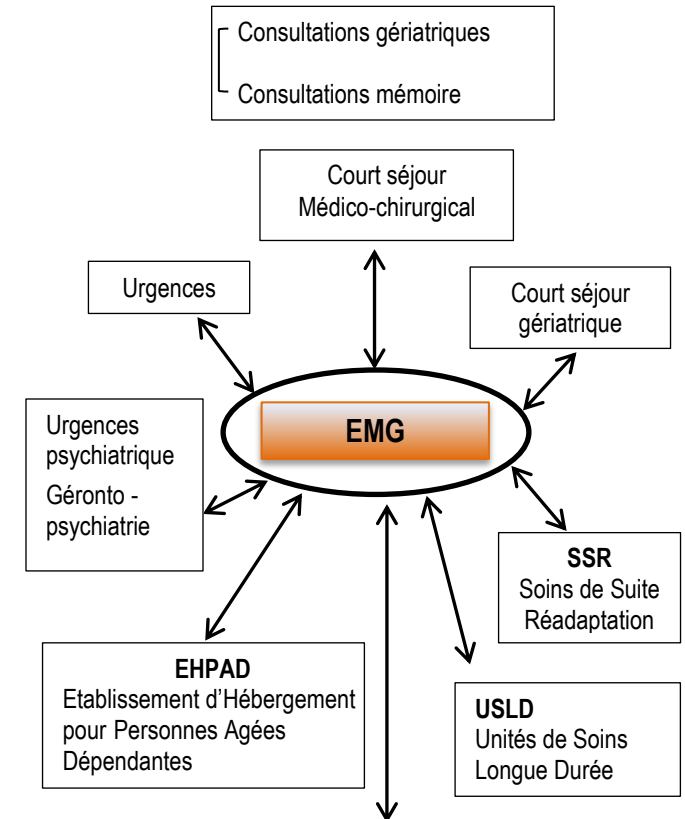 Consultations gériatriques
Consultations mémoire
Court séjour
Médico-chirurgical
Urgences
Court séjour
gériatrique
EMG
Urgences
psychiatrique
Géronto -
psychiatrie
SSR
Soins de Suite
Réadaptation
EHPAD
Etablissement d’Hébergement
pour Personnes Agées
Dépendantes
USLD
Unités de Soins
Longue Durée